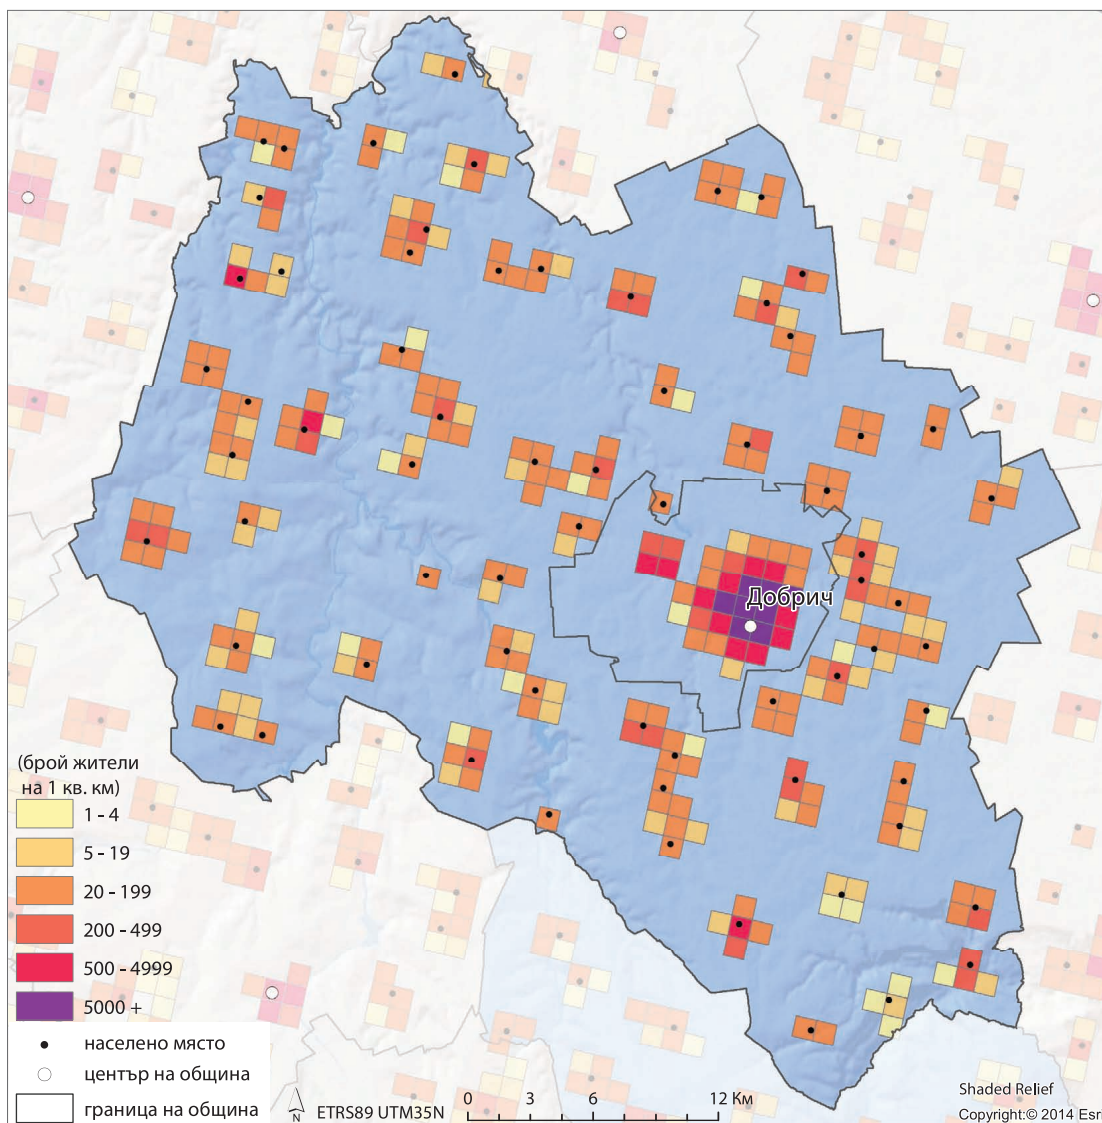 Добрич
(брой жители
на 1 кв. км)
1 - 4
5 - 19
20 - 199
200 - 499
500 - 4999
5000 +
населено място
център на община
граница на община
N
ETRS89 UTM35N
0 3 6 12 Км
Shaded Relief
Copyright:© 2014 Esri